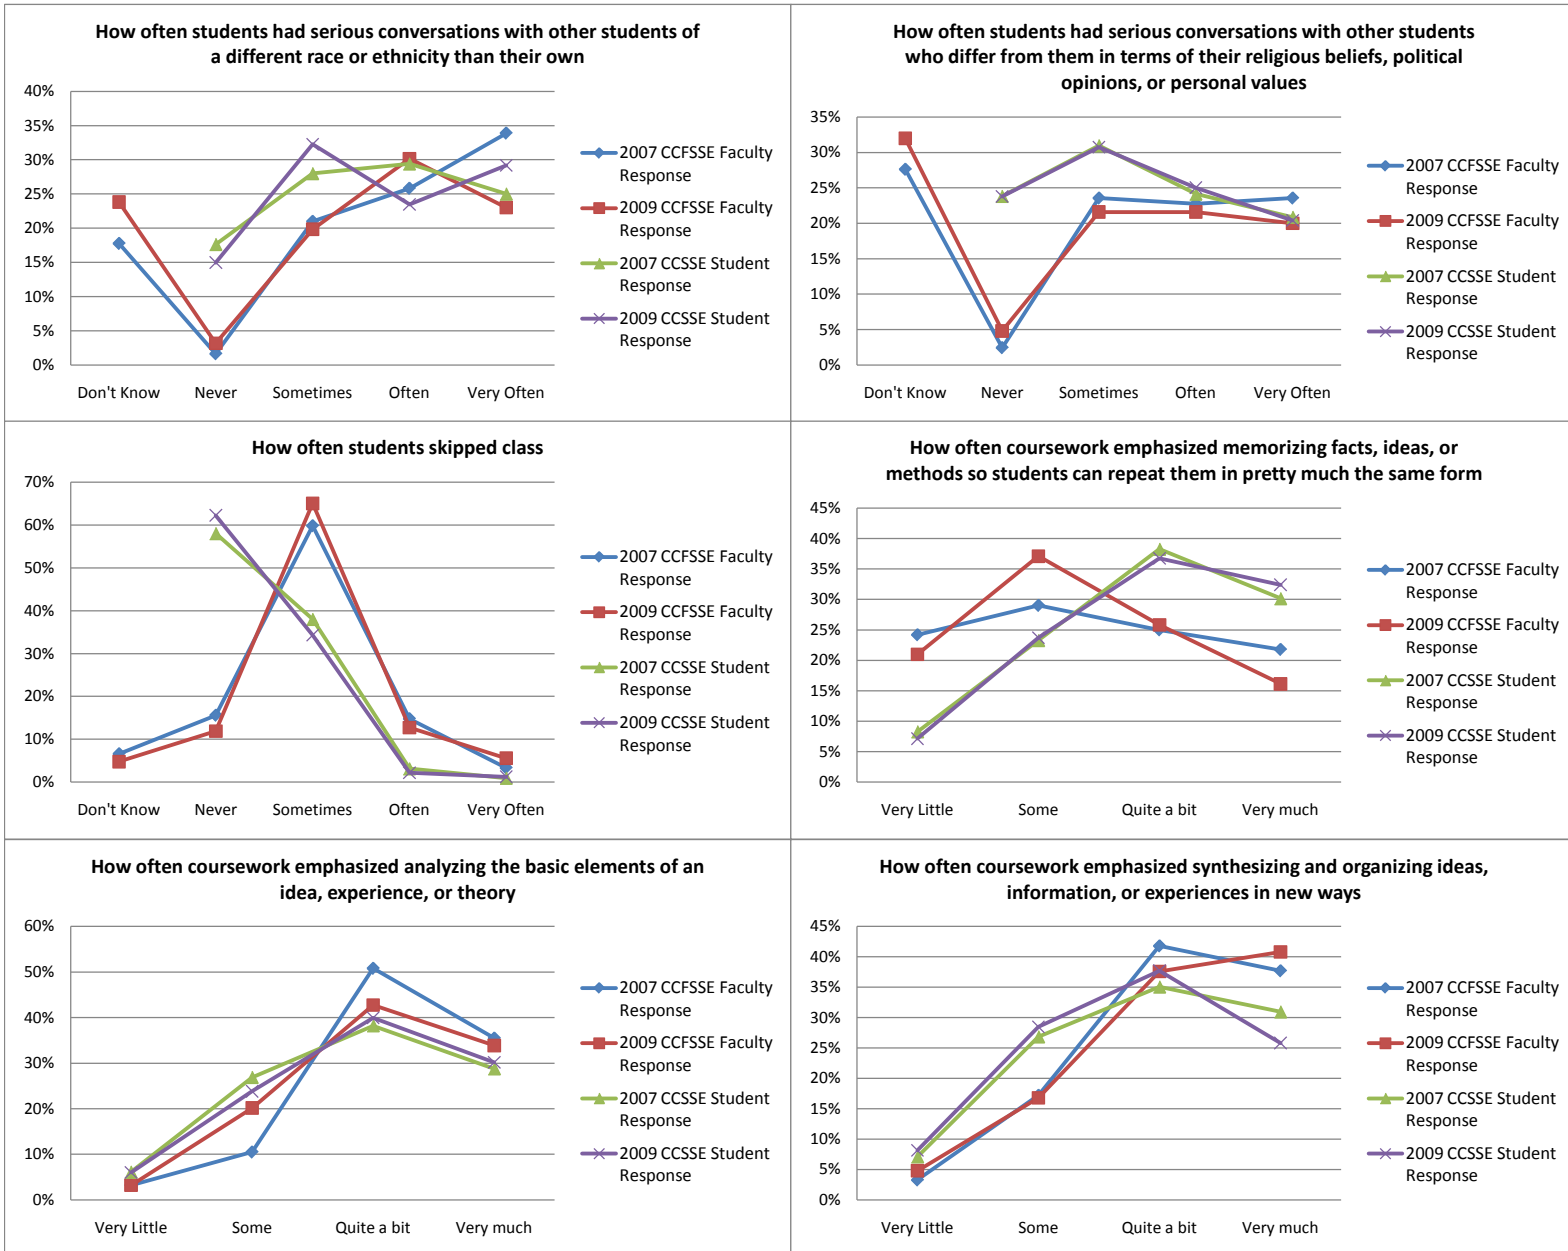 How often students had serious conversations with other students of
a different race or ethnicity than their own
40%
35%
30%
25%
20%
15%
10%
5%
0%
Don't Know Never Sometimes Often Very Often
2007 CCFSSE Faculty
Response
2009 CCFSSE Faculty
Response
2007 CCSSE Student
Response
2009 CCSSE Student
Response
How often students had serious conversations with other students
who differ from them in terms of their religious beliefs, political
opinions, or personal values
35%
30%
25%
20%
15%
10%
5%
0%
Don't Know Never Sometimes Often Very Often
2007 CCFSSE Faculty
Response
2009 CCFSSE Faculty
Response
2007 CCSSE Student
Response
2009 CCSSE Student
Response
How often students skipped class
70%
60%
50%
40%
30%
20%
10%
0%
Don't Know Never Sometimes Often Very Often
2007 CCFSSE Faculty
Response
2009 CCFSSE Faculty
Response
2007 CCSSE Student
Response
2009 CCSSE Student
Response
How often coursework emphasized memorizing facts, ideas, or
methods so students can repeat them in pretty much the same form
45%
40%
35%
30%
25%
20%
15%
10%
5%
0%
Very Little Some Quite a bit Very much
2007 CCFSSE Faculty
Response
2009 CCFSSE Faculty
Response
2007 CCSSE Student
Response
2009 CCSSE Student
Response
How often coursework emphasized analyzing the basic elements of an
idea, experience, or theory
60%
50%
40%
30%
20%
10%
0%
Very Little Some Quite a bit Very much
2007 CCFSSE Faculty
Response
2009 CCFSSE Faculty
Response
2007 CCSSE Student
Response
2009 CCSSE Student
Response
How often coursework emphasized synthesizing and organizing ideas,
information, or experiences in new ways
45%
40%
35%
30%
25%
20%
15%
10%
5%
0%
Very Little Some Quite a bit Very much
2007 CCFSSE Faculty
Response
2009 CCFSSE Faculty
Response
2007 CCSSE Student
Response
2009 CCSSE Student
Response